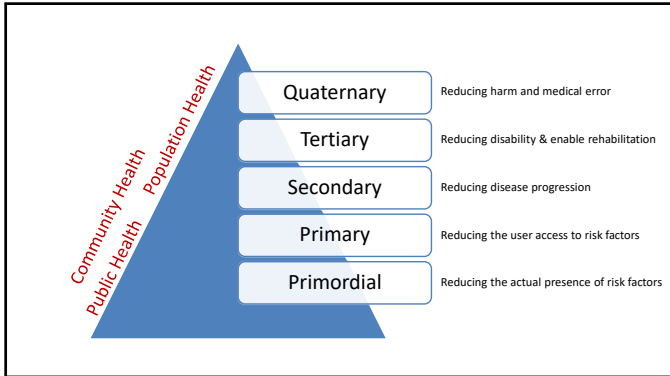 Population Health
Community Health
Public Health
Quaternary
Reducing harm and medical error
Tertiary
Reducing disability & enable rehabilitation
Secondary
Reducing disease progression
Primary
Reducing the user access to risk factors
Primordial
Reducing the actual presence of risk factors